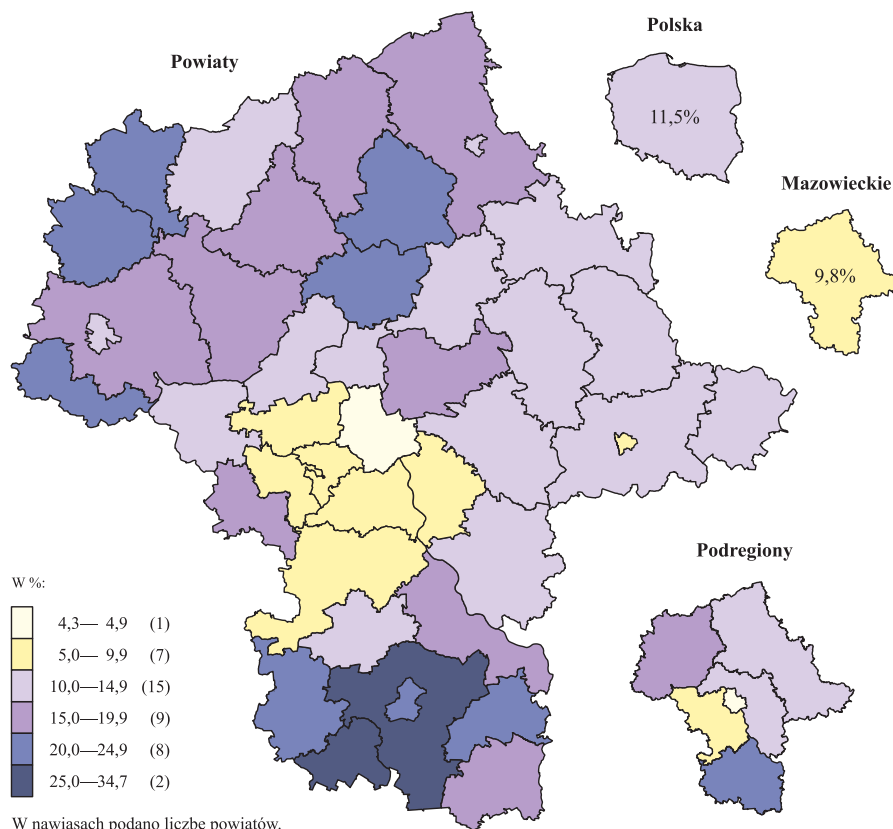 Polska
Powiaty
11,5%
Mazowieckie
9,8%
Podregiony
W %:
4,3— 4,9 (1)
5,0— 9,9 (7)
10,0—14,9 (15)
15,0—19,9 (9)
20,0—24,9 (8)
25,0—34,7 (2)
W nawiasach podano liczbę powiatów.